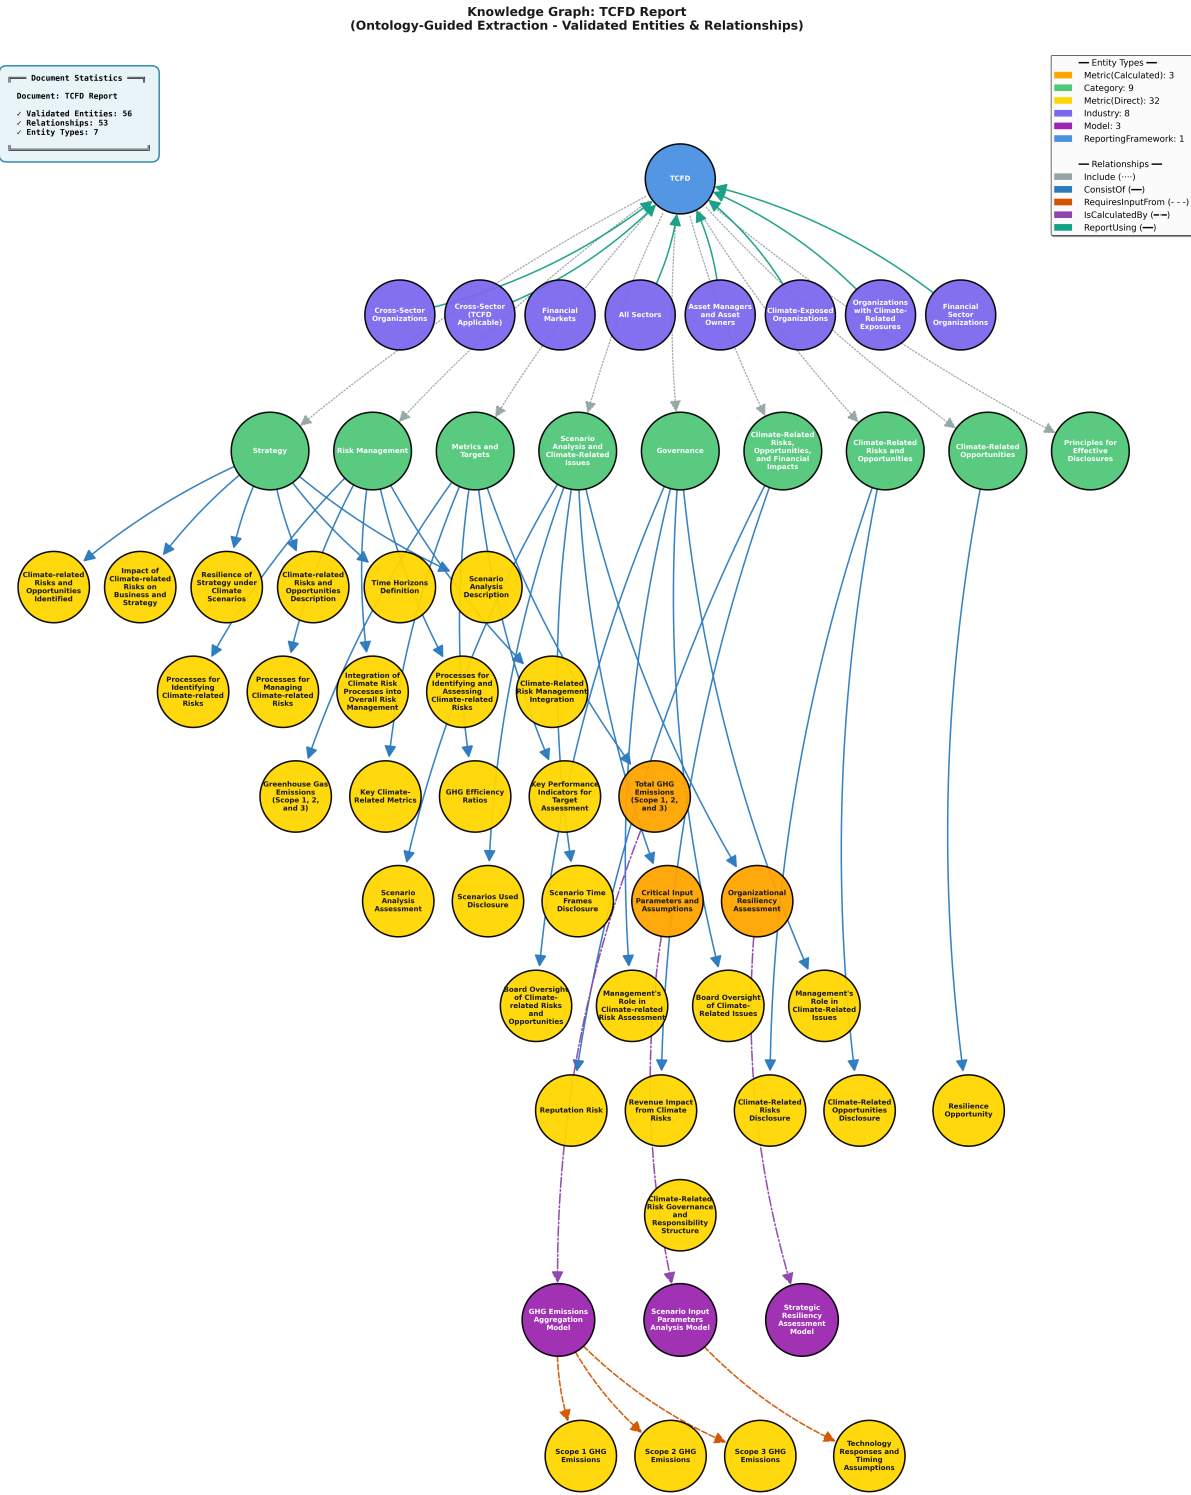 Knowledge Graph: TCFD Report
(Ontology-Guided Extraction - Validated Entities & Relationships)
Document Statistics
Document: TCFD Report
✓ Validated Entities: 56
✓ Relationships: 53
✓ Entity Types: 7
Entity Types
Metric(Calculated): 3
Category: 9
Metric(Direct): 32
Industry: 8
Model: 3
ReportingFramework: 1
Relationships
Include (····)
ConsistOf (—)
RequiresInputFrom (- - -)
IsCalculatedBy (—·—)
ReportUsing (—)
TCFD
Cross-Sector
Organizations
Cross-Sector
(TCFD
Applicable)
Financial
Markets
All Sectors
Asset Managers
and Asset
Owners
Climate-Exposed
Organizations
Organizations
with Climate-
Related
Exposures
Financial
Sector
Organizations
Strategy
Risk Management
Metrics and
Targets
Scenario
Analysis and
Climate-Related
Issues
Governance
Climate-Related
Risks,
Opportunities,
and Financial
Impacts
Climate-Related
Risks and
Opportunities
Climate-Related
Opportunities
Principles for
Effective
Disclosures
Climate-related
Risks and
Opportunities
Identified
Impact of
Climate-related
Risks on
Business and
Strategy
Resilience of
Strategy under
Climate
Scenarios
Climate-related
Risks and
Opportunities
Description
Time Horizons
Definition
Scenario
Analysis
Description
Processes for
Identifying
Climate-related
Risks
Processes for
Managing
Climate-related
Risks
Integration of
Climate Risk
Processes into
Overall Risk
Management
Processes for
Identifying and
Assessing
Climate-related
Risks
Climate-Related
Risk Management
Integration
Greenhouse Gas
Emissions
(Scope 1, 2,
and 3)
Key Climate-
Related Metrics
GHG Efficiency
Ratios
Key Performance
Indicators for
Target
Assessment
Total GHG
Emissions
(Scope 1, 2,
and 3)
Scenario
Analysis
Assessment
Scenarios Used
Disclosure
Scenario Time
Frames
Disclosure
Critical Input
Parameters and
Assumptions
Organizational
Resiliency
Assessment
Board Oversight
of Climate-
related Risks
and
Opportunities
Management's
Role in
Climate-related
Risk Assessment
Board Oversight
of Climate-
Related Issues
Management's
Role in
Climate-Related
Issues
Reputation Risk
Revenue Impact
from Climate
Risks
Climate-Related
Risks
Disclosure
Climate-Related
Opportunities
Disclosure
Resilience
Opportunity
Climate-Related
Risk Governance
and
Responsibility
Structure
GHG Emissions
Aggregation
Model
Scenario Input
Parameters
Analysis Model
Strategic
Resiliency
Assessment
Model
Scope 1 GHG
Emissions
Scope 2 GHG
Emissions
Scope 3 GHG
Emissions
Technology
Responses and
Timing
Assumptions